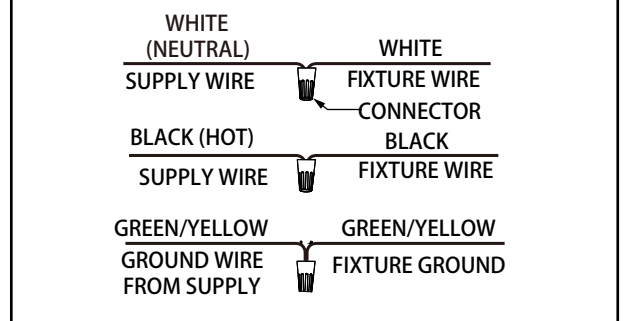 WHITE
(NEUTRAL)
WHITE
SUPPLY WIRE
FIXTURE WIRE
CONNECTOR
BLACK (HOT)
BLACK
SUPPLY WIRE
FIXTURE WIRE
GREEN/YELLOW
GREEN/YELLOW
GROUND WIRE
FROM SUPPLY
FIXTURE GROUND